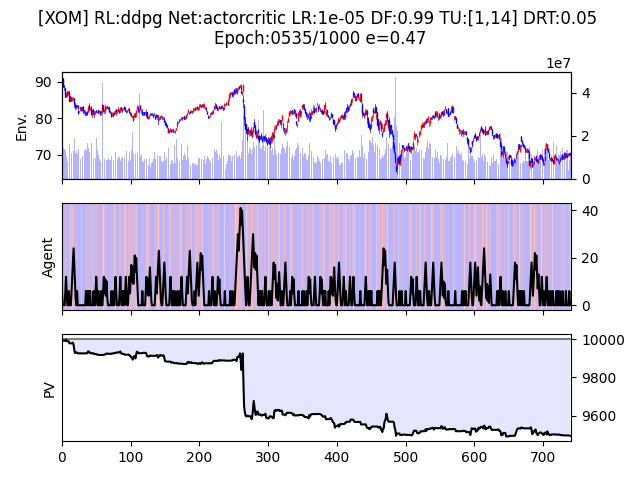 [XOM] RL:ddpg Net:actorcritic LR:1e-05 DF:0.99 TU:[1,14] DRT:0.05
Epoch:0535/1000 e=0.47
1e7
Env.
90
80
70
4
2
0
Agent
40
20
0
PV
10000
9800
9600
0 100 200 300 400 500 600 700